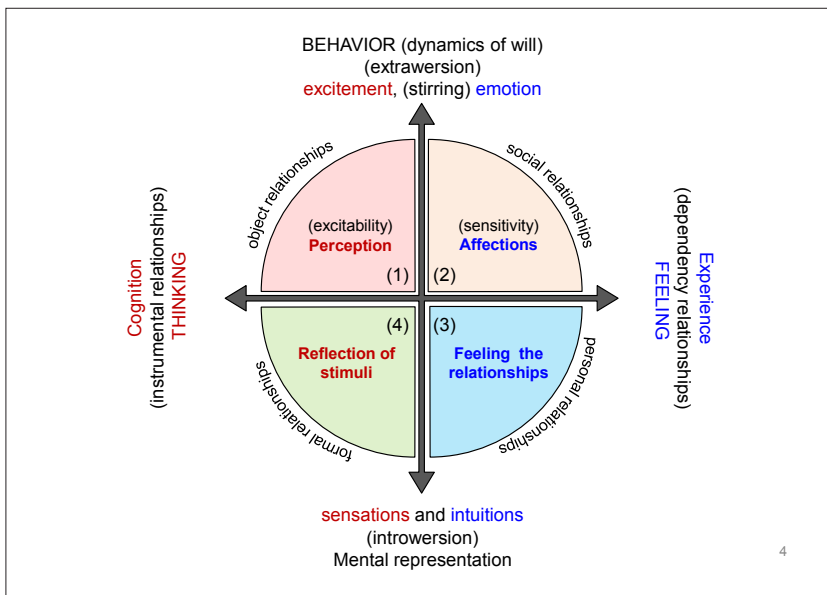 BEHAVIOR (dynamics of will)
(extrawersion)
excitement, (stirring) emotion
object relationships
social relationships
(excitability)
Perception
(1)
(sensitivity)
Affections
(2)
Cognition
(instrumental relationships)
THINKING
Experience
(dependency relationships)
FEELING
(4)
Reflection of
stimuli
(3)
Feeling the
relationships
formal relationships
personal relationships
sensations and intuitions
(introwersion)
Mental representation
4